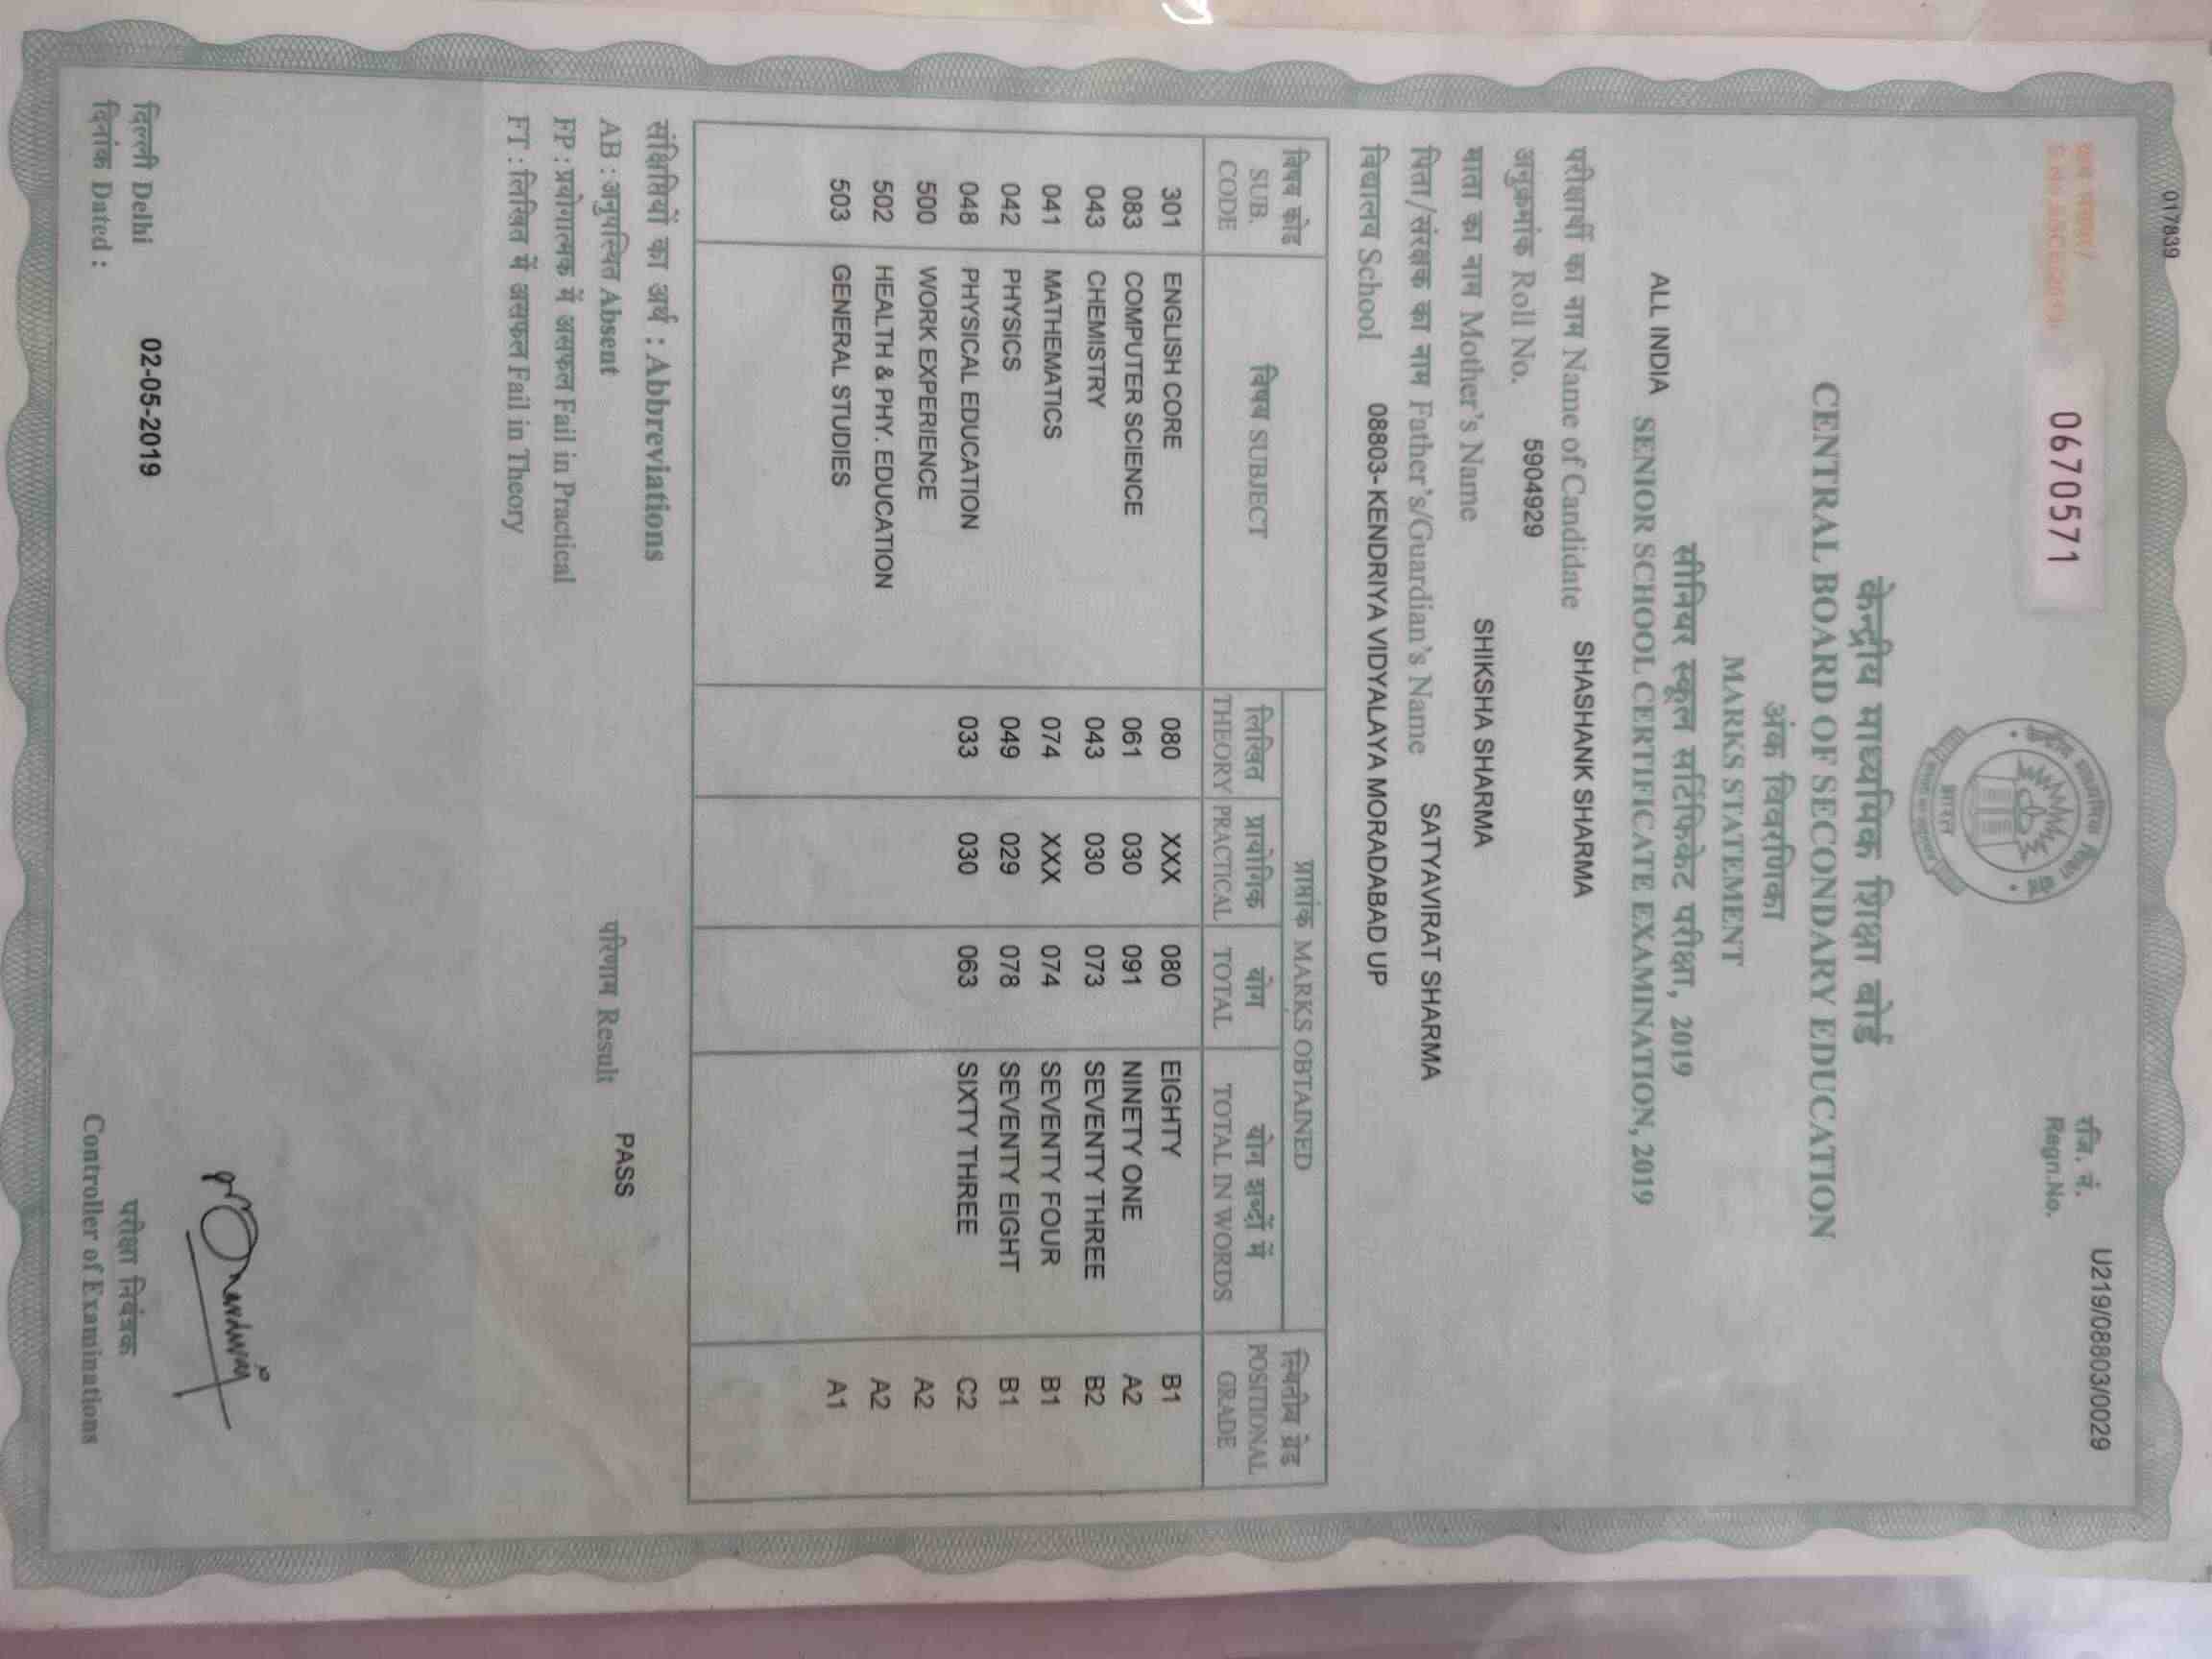 017839
0670571
रजि. नं. U219/08803/0029
Regn.No.
भारत
केन्द्रीय माध्यमिक शिक्षा बोर्ड
CENTRAL BOARD OF SECONDARY EDUCATION
अंक विवरणिका
MARKS STATEMENT
सीनियर स्कूल सर्टिफिकेट परीक्षा, 2019
ALL INDIA SENIOR SCHOOL CERTIFICATE EXAMINATION, 2019
परीक्षार्थी का नाम Name of Candidate SHASHANK SHARMA
अनुक्रमांक Roll No. 5904929
माता का नाम Mother's Name SHIKSHA SHARMA
पिता/संरक्षक का नाम Father's/Guardian's Name SATYAVIRAT SHARMA
विद्यालय School 08803- KENDRIYA VIDYALAYA MORADABAD UP
विषय कोड प्राप्तांक MARKS OBTAINED स्थितीय ग्रेड
SUB. विषय SUBJECT लिखित प्रायोगिक योग योग शब्दों में POSITIONAL
CODE THEORY PRACTICAL TOTAL TOTAL IN WORDS GRADE
301 ENGLISH CORE 080 XXX 080 EIGHTY B1
083 COMPUTER SCIENCE 061 030 091 NINETY ONE A2
043 CHEMISTRY 043 030 073 SEVENTY THREE B2
041 MATHEMATICS 074 XXX 074 SEVENTY FOUR B1
042 PHYSICS 049 029 078 SEVENTY EIGHT B1
048 PHYSICAL EDUCATION 033 030 063 SIXTY THREE C2
500 WORK EXPERIENCE A2
502 HEALTH & PHY. EDUCATION A2
503 GENERAL STUDIES A1
संक्षिप्तियों का अर्थ : Abbreviations
AB : अनुपस्थित Absent परिणाम Result PASS
FP : प्रयोगात्मक में असफल Fail in Practical
FT : लिखित में असफल Fail in Theory
दिल्ली Delhi
दिनांक Dated : 02-05-2019
परीक्षा नियंत्रक
Controller of Examinations